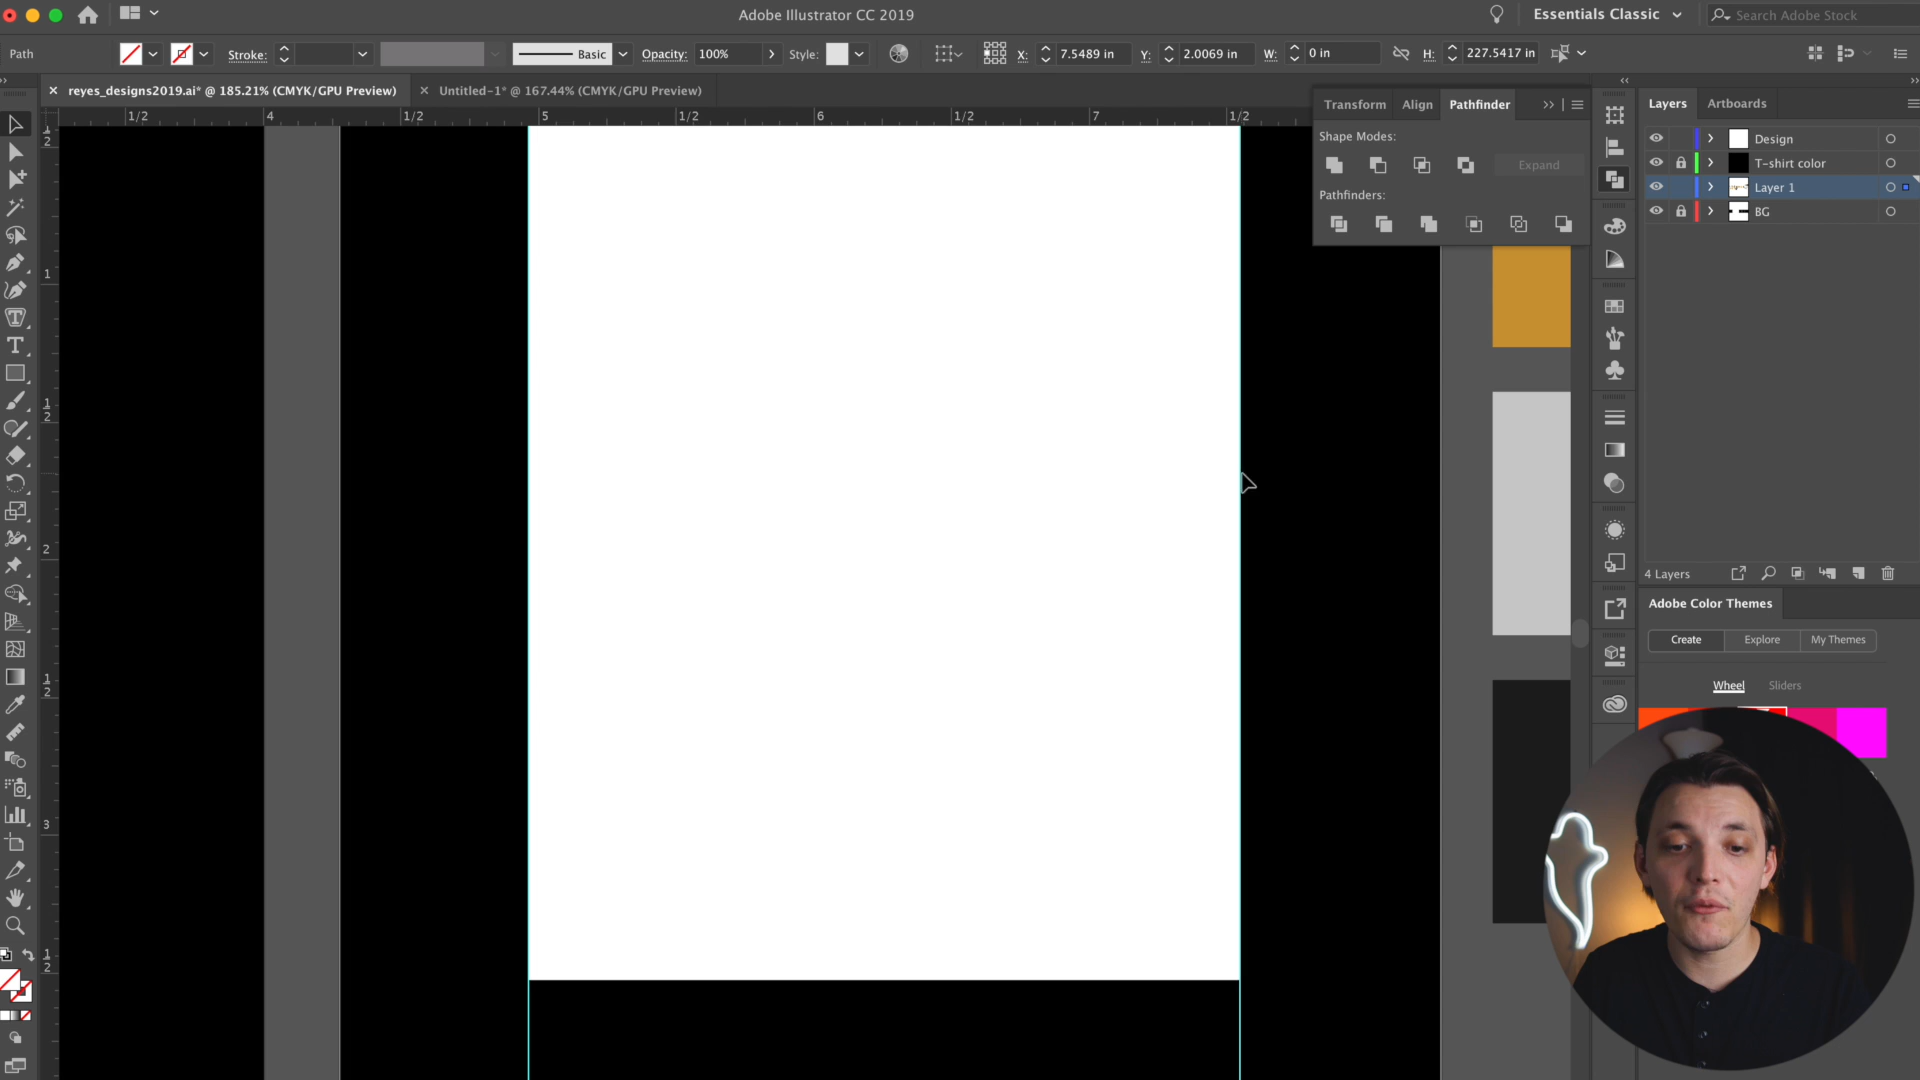 Adobe Illustrator CC 2019
Essentials Classic
Search Adobe Stock
Path
Stroke:
Basic
Opacity:
100%
Style:
X:
7.5489 in
Y:
2.0069 in
W:
0 in
H:
227.5417 in
× reyes_designs2019.ai* @ 185.21% (CMYK/GPU Preview)
× Untitled-1* @ 167.44% (CMYK/GPU Preview)
1/2
4
1/2
5
1/2
6
1/2
7
1/2
1
2
1
1
2
2
1
2
3
1
2
Transform
Align
Pathfinder
Shape Modes:
Expand
Pathfinders:
Layers
Artboards
Design
T-shirt color
Layer 1
BG
4 Layers
Adobe Color Themes
Create
Explore
My Themes
Wheel
Sliders